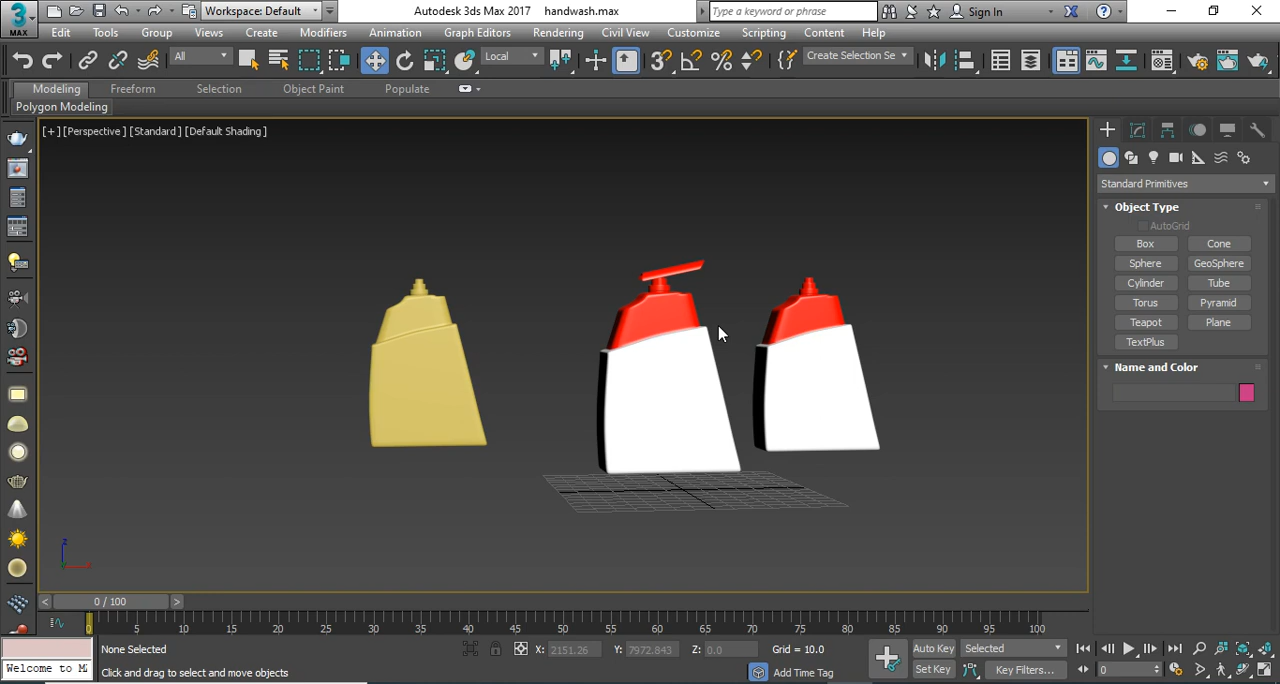 3 MAX
Workspace: Default
Autodesk 3ds Max 2017 handwash.max
Type a keyword or phrase
Sign In
Edit Tools Group Views Create Modifiers Animation Graph Editors Rendering Civil View Customize Scripting Content Help
All Local Create Selection Se
Modeling Freeform Selection Object Paint Populate
Polygon Modeling
[+] [Perspective ] [Standard ] [Default Shading ]
Standard Primitives
Object Type
AutoGrid
Box Cone
Sphere GeoSphere
Cylinder Tube
Torus Pyramid
Teapot Plane
TextPlus
Name and Color
z
< 0 / 100 >
0 5 10 15 20 25 30 35 40 45 50 55 60 65 70 75 80 85 90 95 100
None Selected X: 2151.26 Y: 7972.843 Z: 0.0 Grid = 10.0 Auto Key Selected
Welcome to M Click and drag to select and move objects Add Time Tag Set Key Key Filters... 0